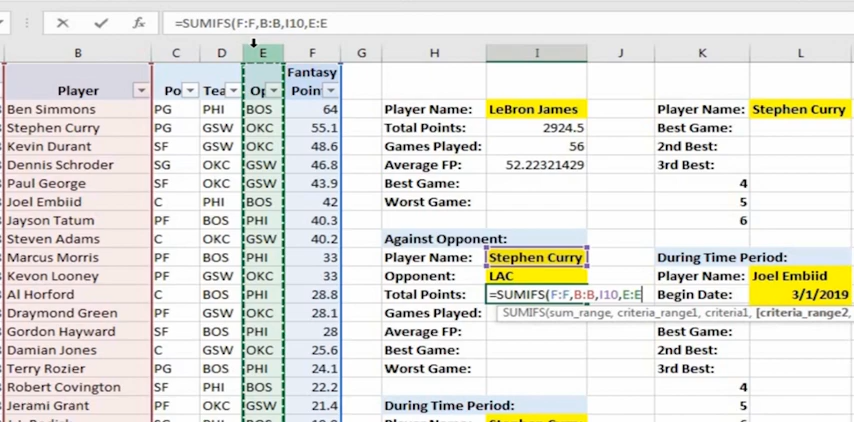 =SUMIFS(F:F,B:B,I10,E:E
B C D E F G H I J K L
Player Po Tea Op Fantasy Poin
Ben Simmons PG PHI BOS 64 Player Name: LeBron James Player Name: Stephen Curry
Stephen Curry PG GSW OKC 55.1 Total Points: 2924.5 Best Game:
Kevin Durant SF GSW OKC 48.6 Games Played: 56 2nd Best:
Dennis Schroder SG OKC GSW 46.8 Average FP: 52.22321429 3rd Best:
Paul George SF OKC GSW 43.9 Best Game: 4
Joel Embiid C PHI BOS 42 Worst Game: 5
Jayson Tatum PF BOS PHI 40.3 6
Steven Adams C OKC GSW 40.2 Against Opponent:
Marcus Morris PF BOS PHI 33 Player Name: Stephen Curry During Time Period:
Kevon Looney PF GSW OKC 33 Opponent: LAC Player Name: Joel Embiid
Al Horford C BOS PHI 28.8 Total Points: =SUMIFS(F:F,B:B,I10,E:E Begin Date: 3/1/2019
Draymond Green PF GSW OKC 28.1 Games Played: SUMIFS(sum_range, criteria_range1, criteria1, [criteria_range2,
Gordon Hayward SF BOS PHI 28 Average FP: Best Game:
Damian Jones C GSW OKC 25.6 Best Game: 2nd Best:
Terry Rozier PG BOS PHI 24.1 Worst Game: 3rd Best:
Robert Covington SF PHI BOS 22.2 4
Jerami Grant PF OKC GSW 21.4 During Time Period: 5